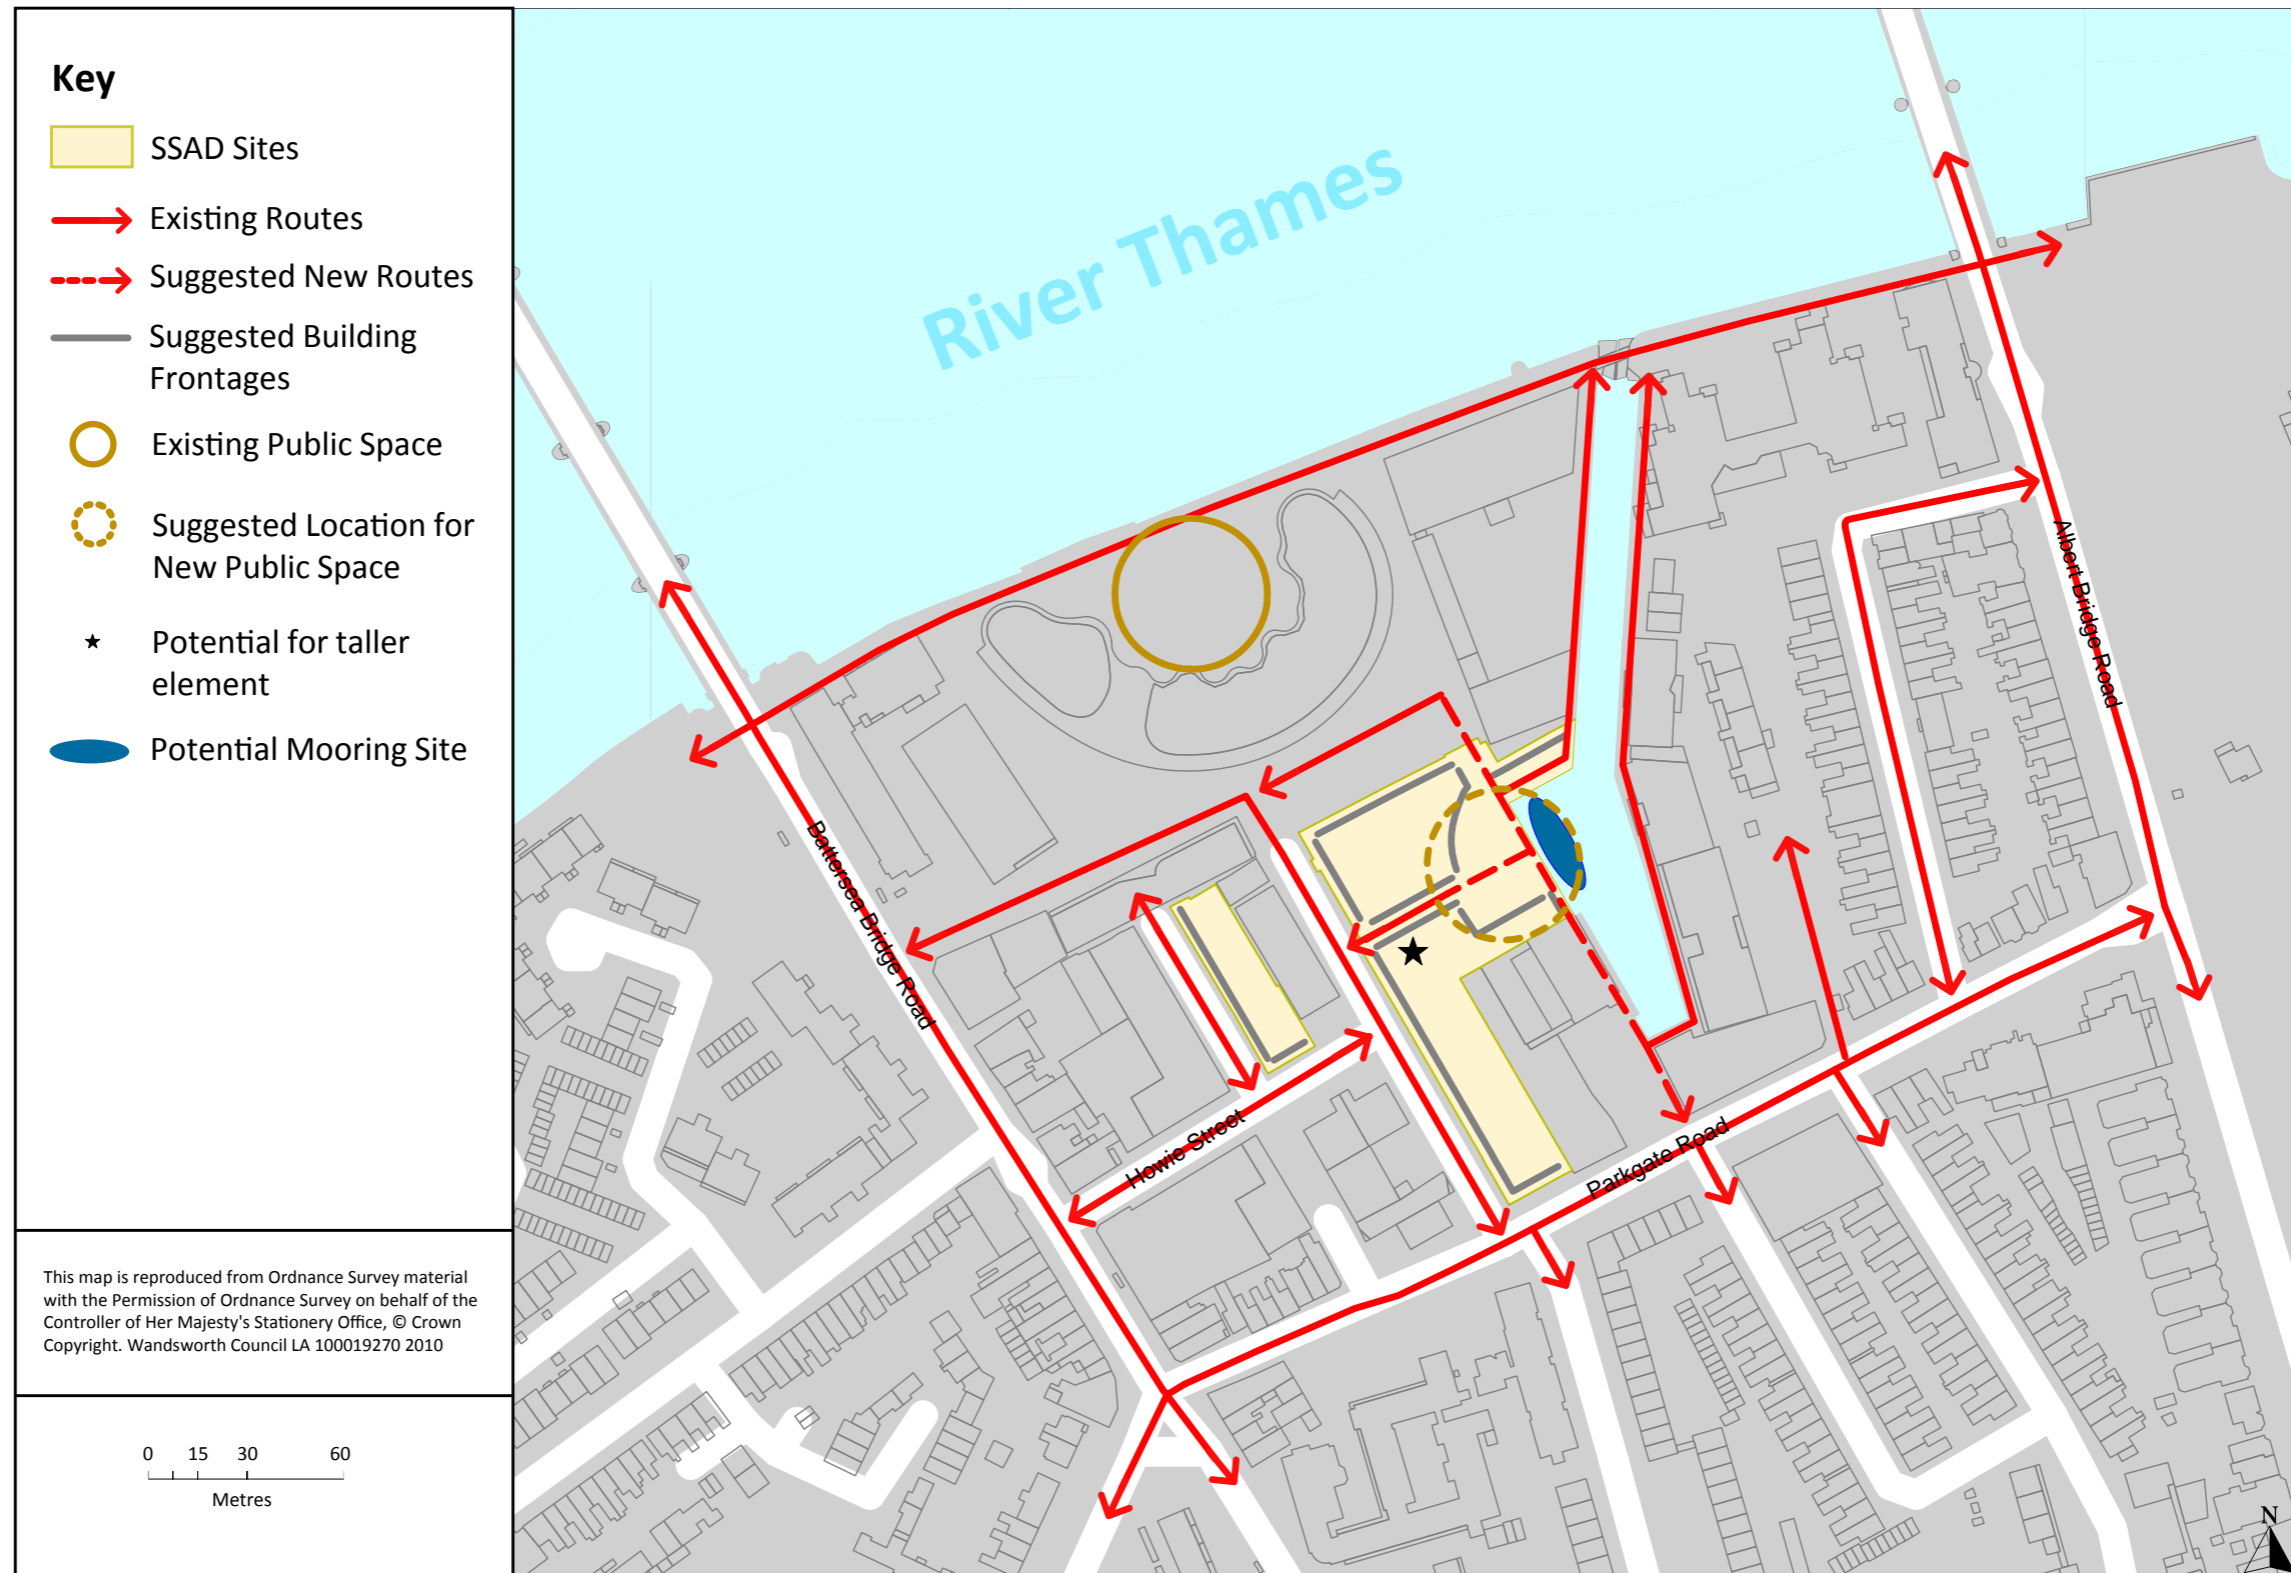 Key
SSAD Sites
Existing Routes
Suggested New Routes
Suggested Building
Frontages
Existing Public Space
Suggested Location for
New Public Space
Potential for taller
element
Potential Mooring Site
This map is reproduced from Ordnance Survey material
with the Permission of Ordnance Survey on behalf of the
Controller of Her Majesty's Stationery Office, © Crown
Copyright. Wandsworth Council LA 100019270 2010
0 15 30 60
Metres
River Thames
Albert Bridge Road
Battersea Bridge Road
Howie Street
Parkgate Road
N